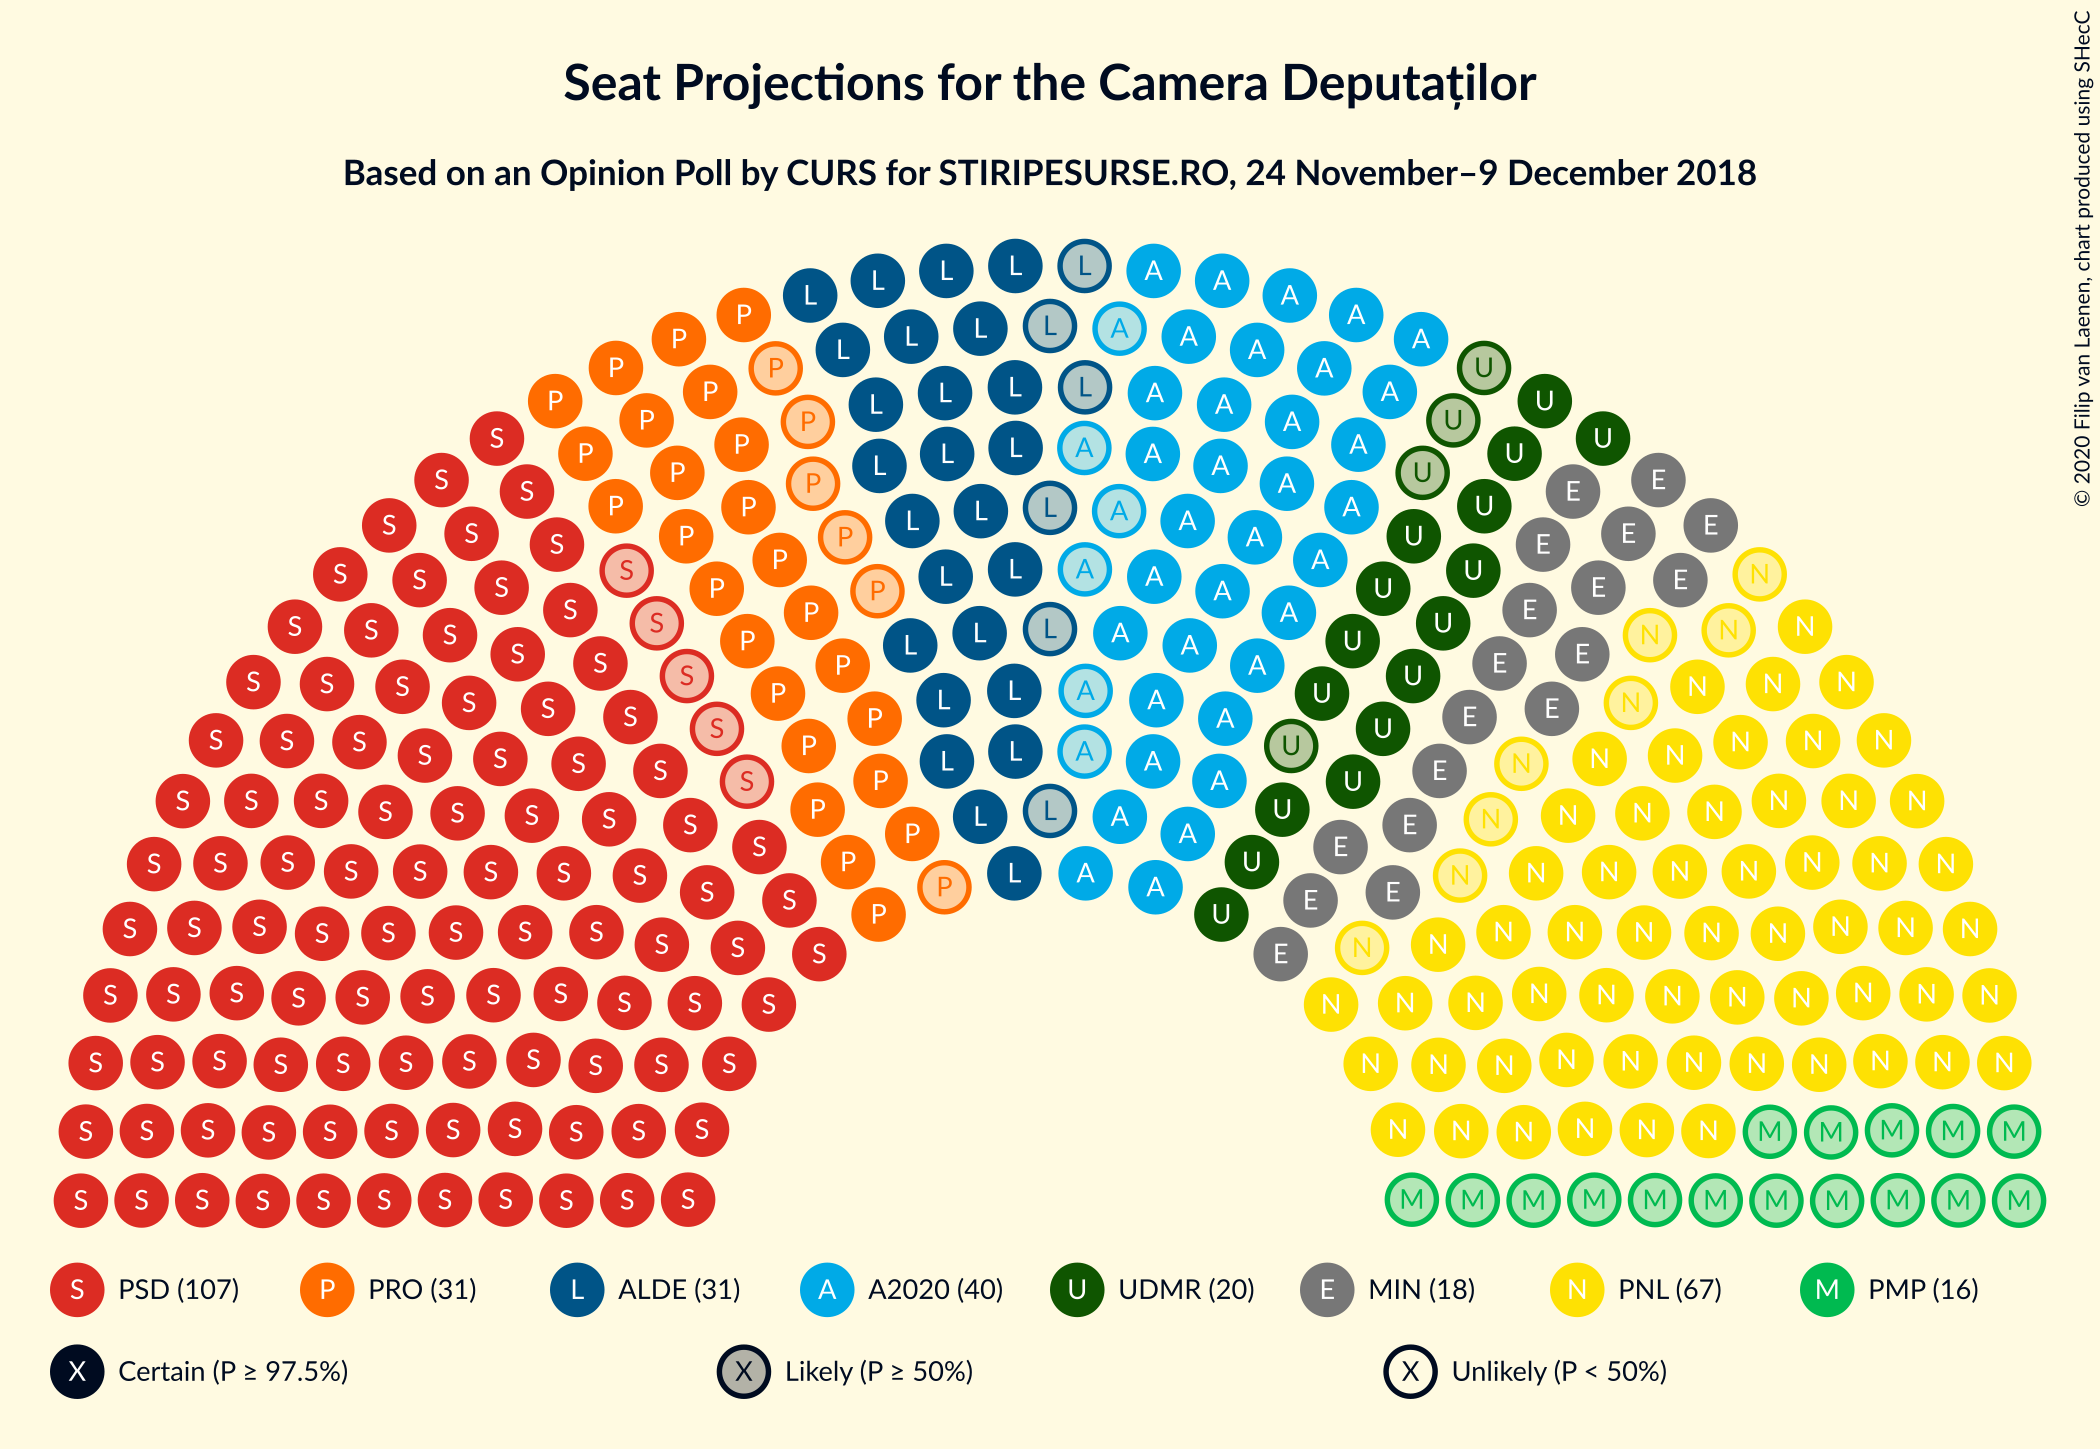 Seat Projections for the Camera Deputaților
Based on an Opinion Poll by CURS for STIRIPESURSE.RO, 24 November–9 December 2018
© 2020 Filip van Laenen, chart produced using SHecC
S PSD (107) P PRO (31) L ALDE (31) A A2020 (40) U UDMR (20) E MIN (18) N PNL (67) M PMP (16)
X Certain (P ≥ 97.5%) X Likely (P ≥ 50%) X Unlikely (P < 50%)